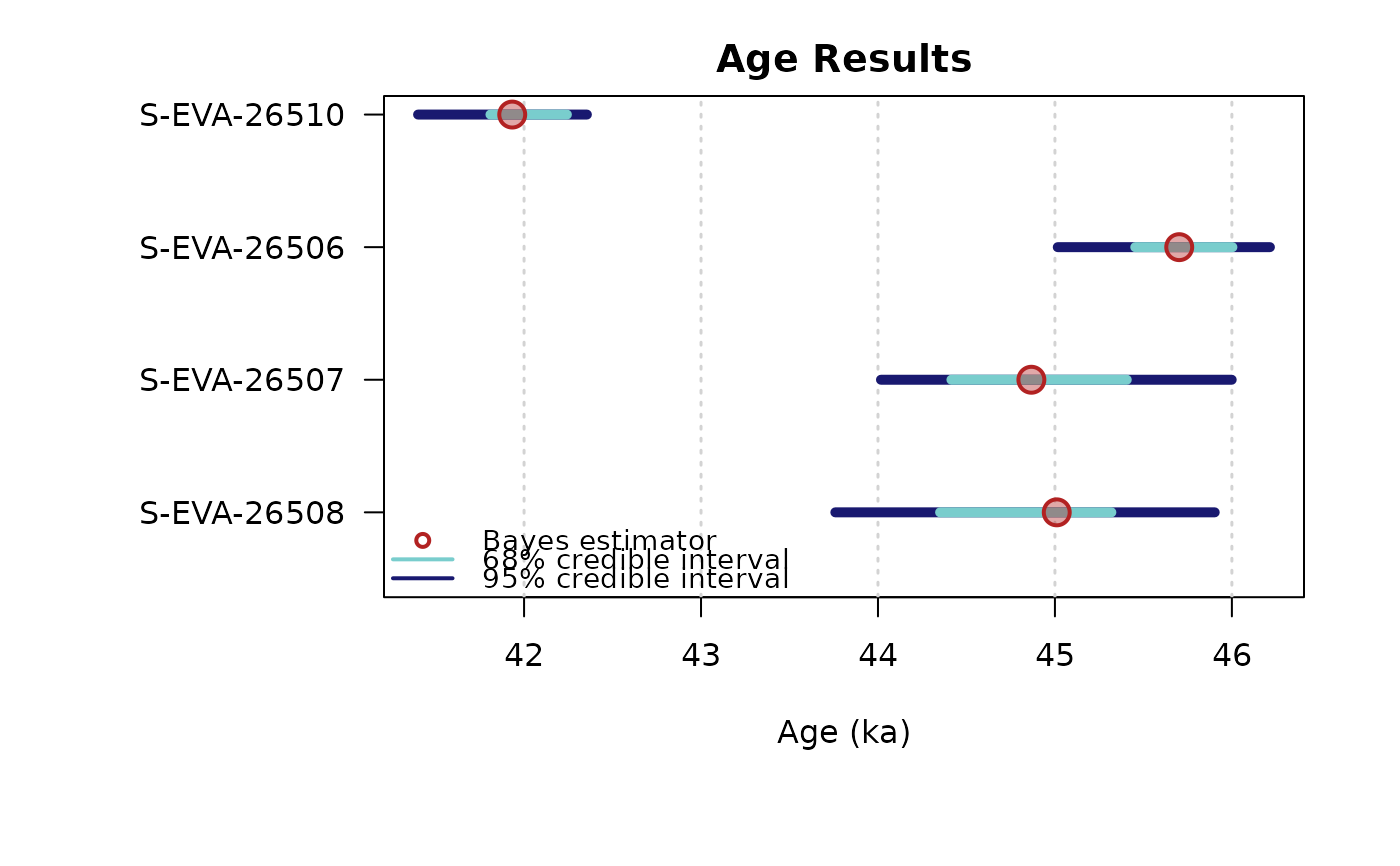 Age Results
S-EVA-26510
S-EVA-26506
S-EVA-26507
S-EVA-26508
Bayes estimator
68% credible interval
95% credible interval
42 43 44 45 46
Age (ka)